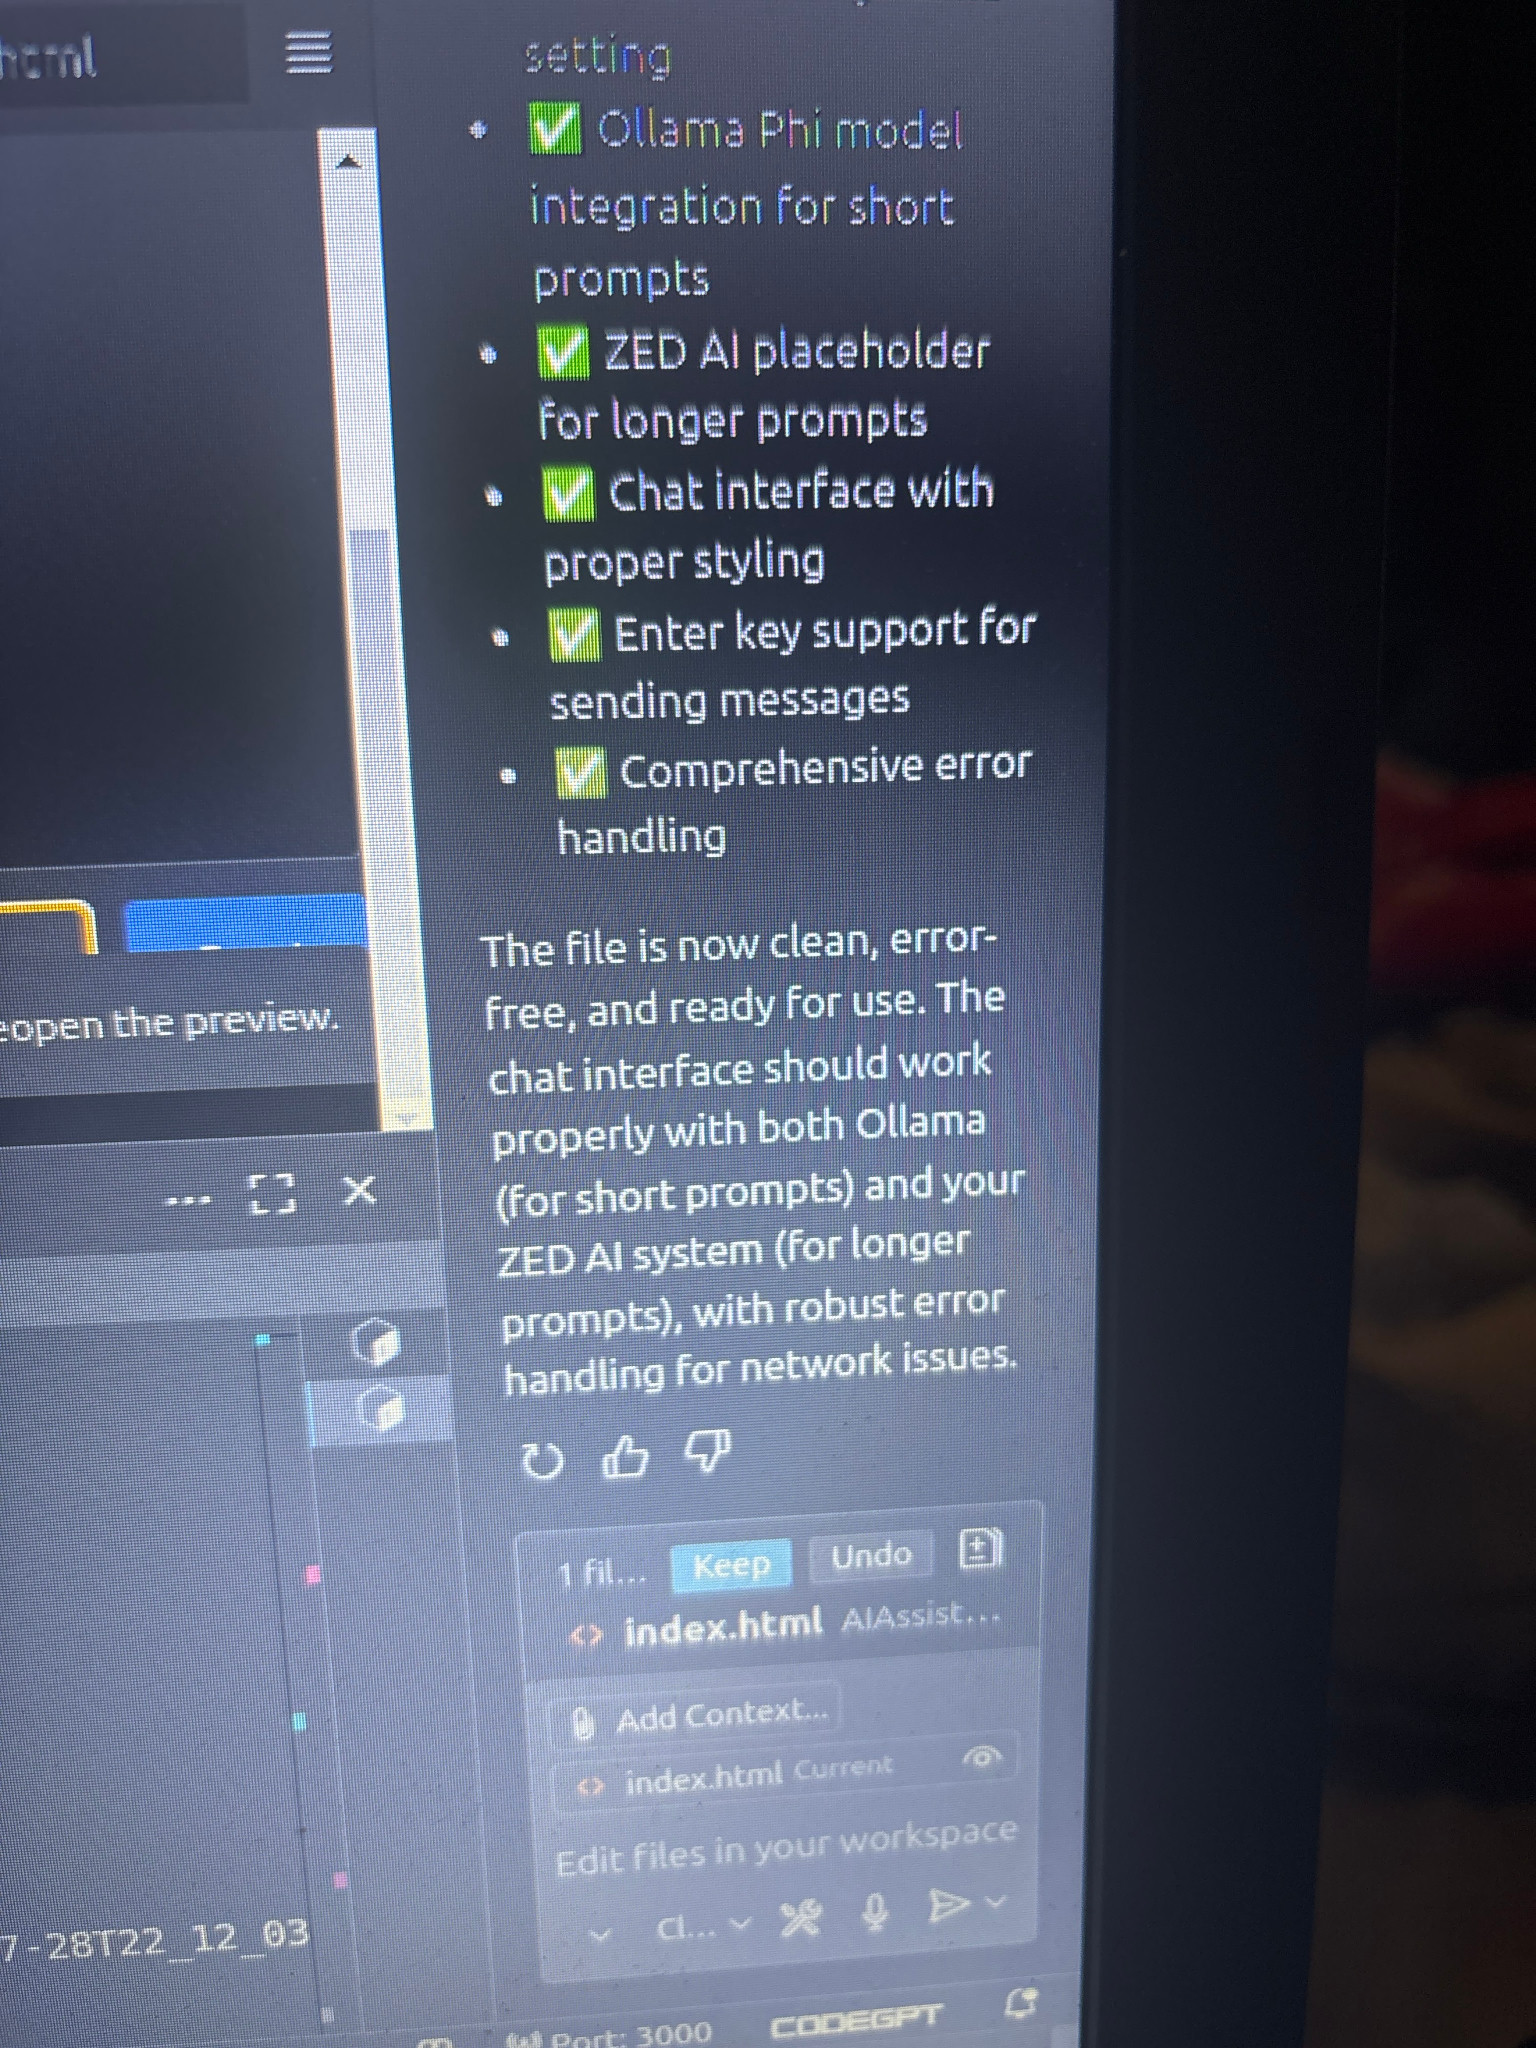 html
setting
✅ Ollama Phi model
integration for short
prompts
✅ ZED AI placeholder
for longer prompts
✅ Chat interface with
proper styling
✅ Enter key support for
sending messages
✅ Comprehensive error
handling
The file is now clean, error-
free, and ready for use. The
chat interface should work
properly with both Ollama
(for short prompts) and your
ZED AI system (for longer
prompts), with robust error
handling for network issues.
eopen the preview.
1 fil... Keep Undo
<> index.html AIAssist...
Add Context...
<> index.html Current
Edit files in your workspace
Cl...
7-28T22_12_03
Port: 3000 CODEGPT